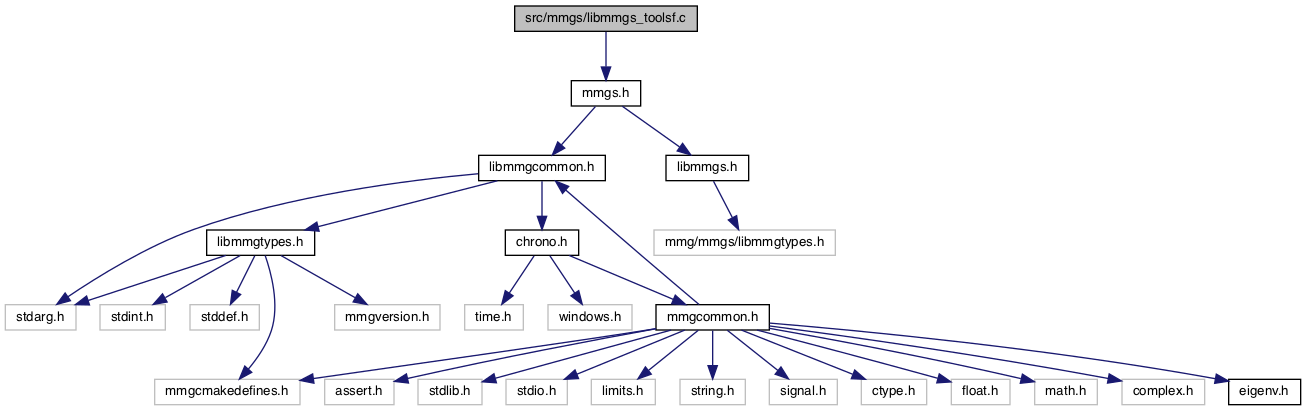 src/mmgs/libmmgs_toolsf.c
mmgs.h
libmmgcommon.h
libmmgs.h
libmmgtypes.h
chrono.h
mmg/mmgs/libmmgtypes.h
stdarg.h
stdint.h
stddef.h
mmgversion.h
time.h
windows.h
mmgcommon.h
mmgcmakedefines.h
assert.h
stdlib.h
stdio.h
limits.h
string.h
signal.h
ctype.h
float.h
math.h
complex.h
eigenv.h